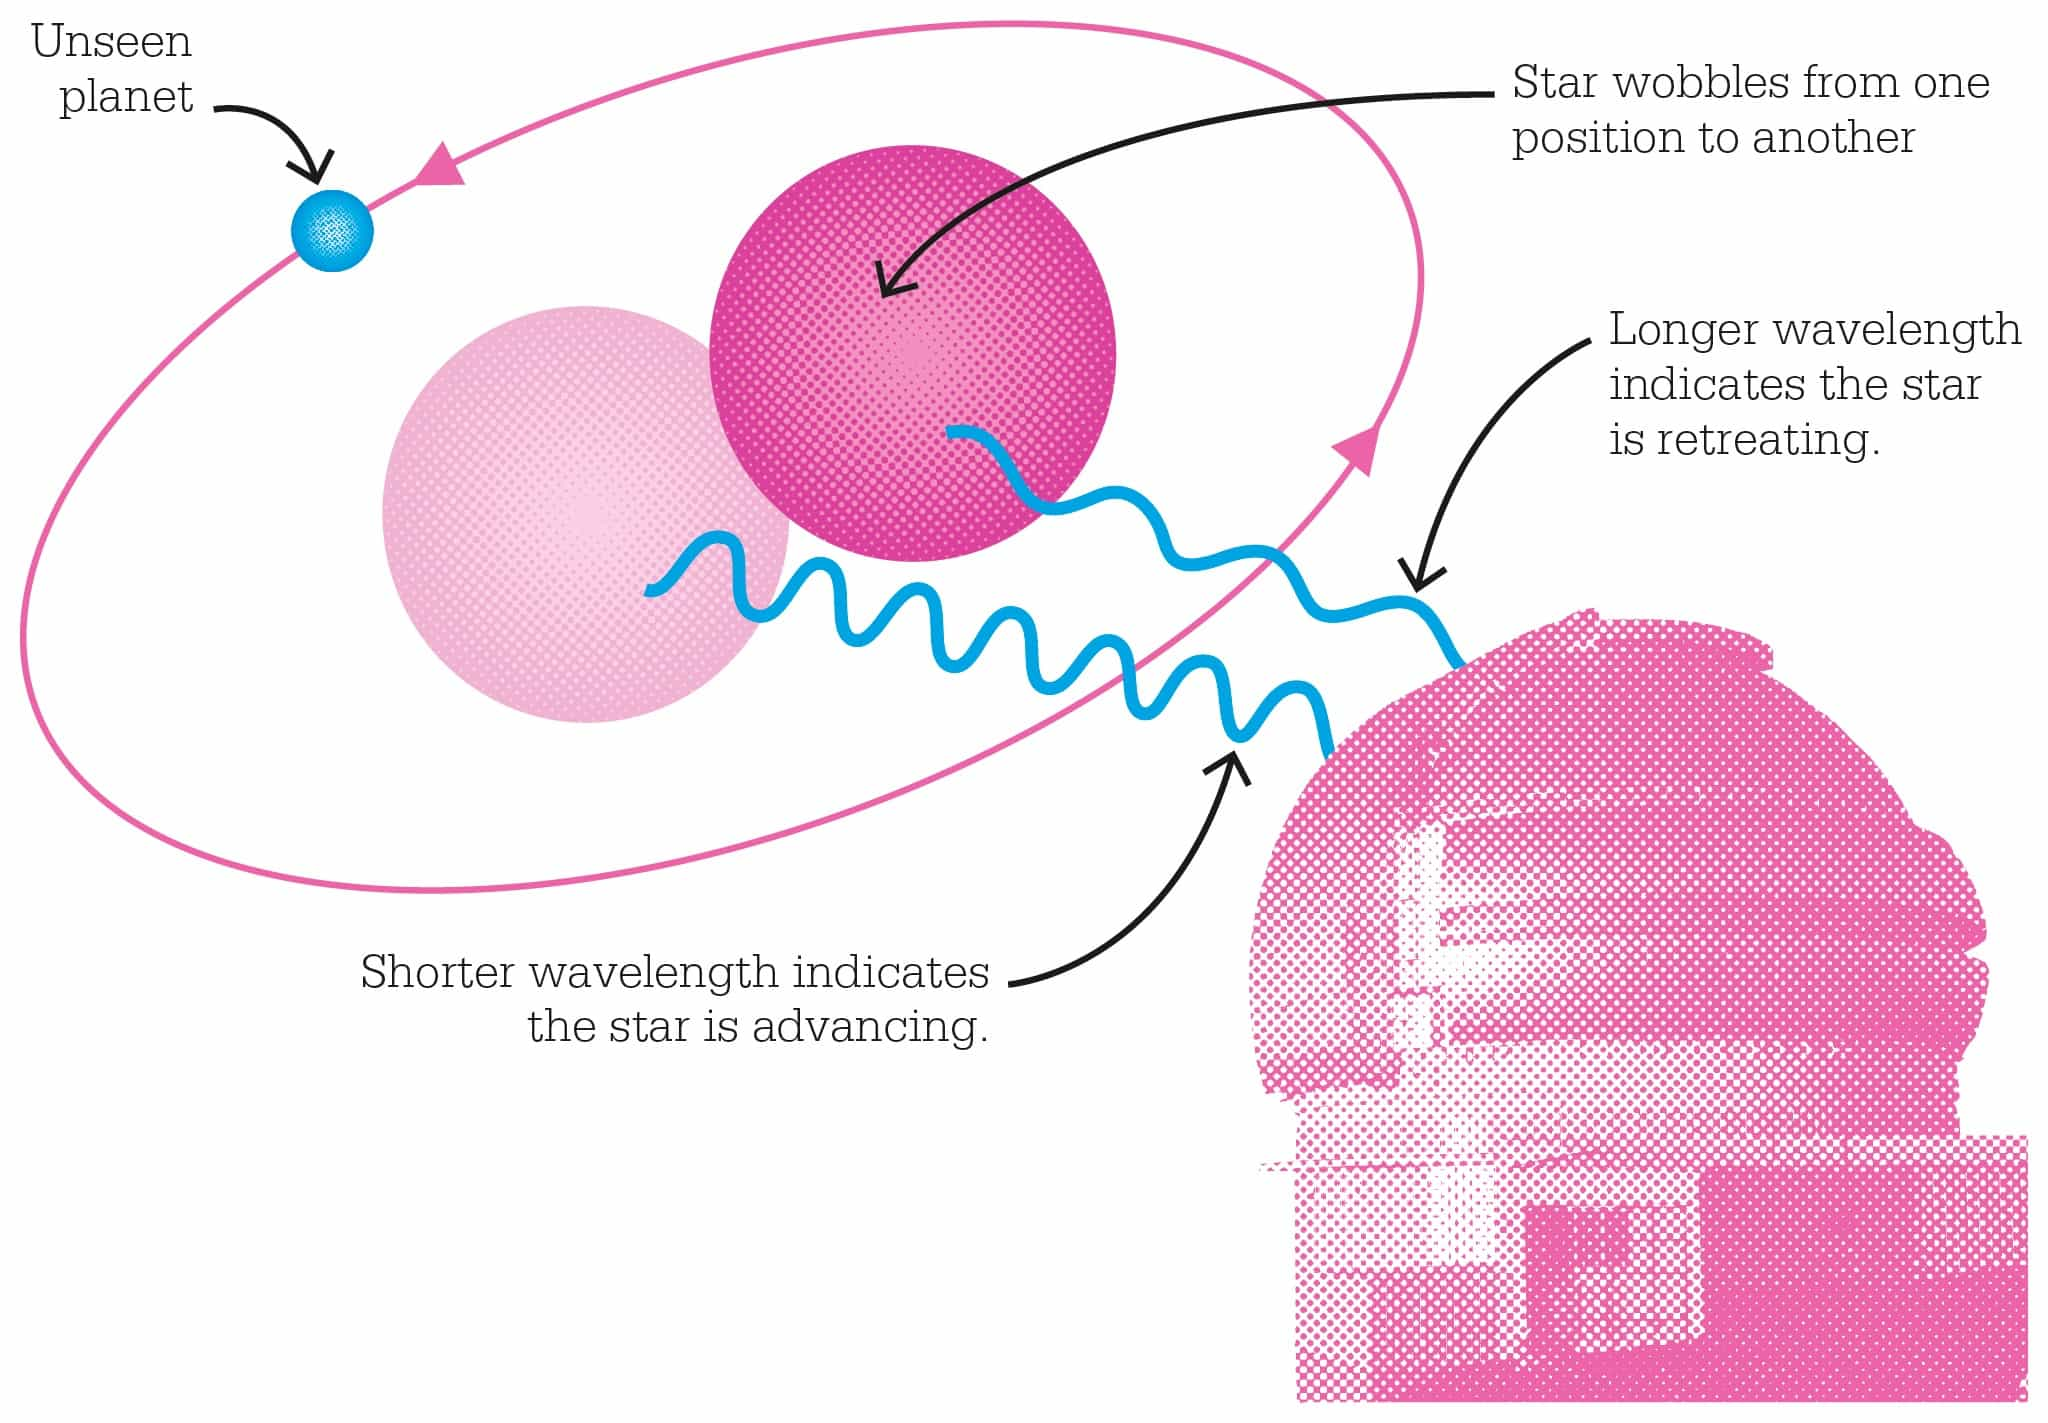 Unseen
planet
Star wobbles from one
position to another
Longer wavelength
indicates the star
is retreating.
Shorter wavelength indicates
the star is advancing.